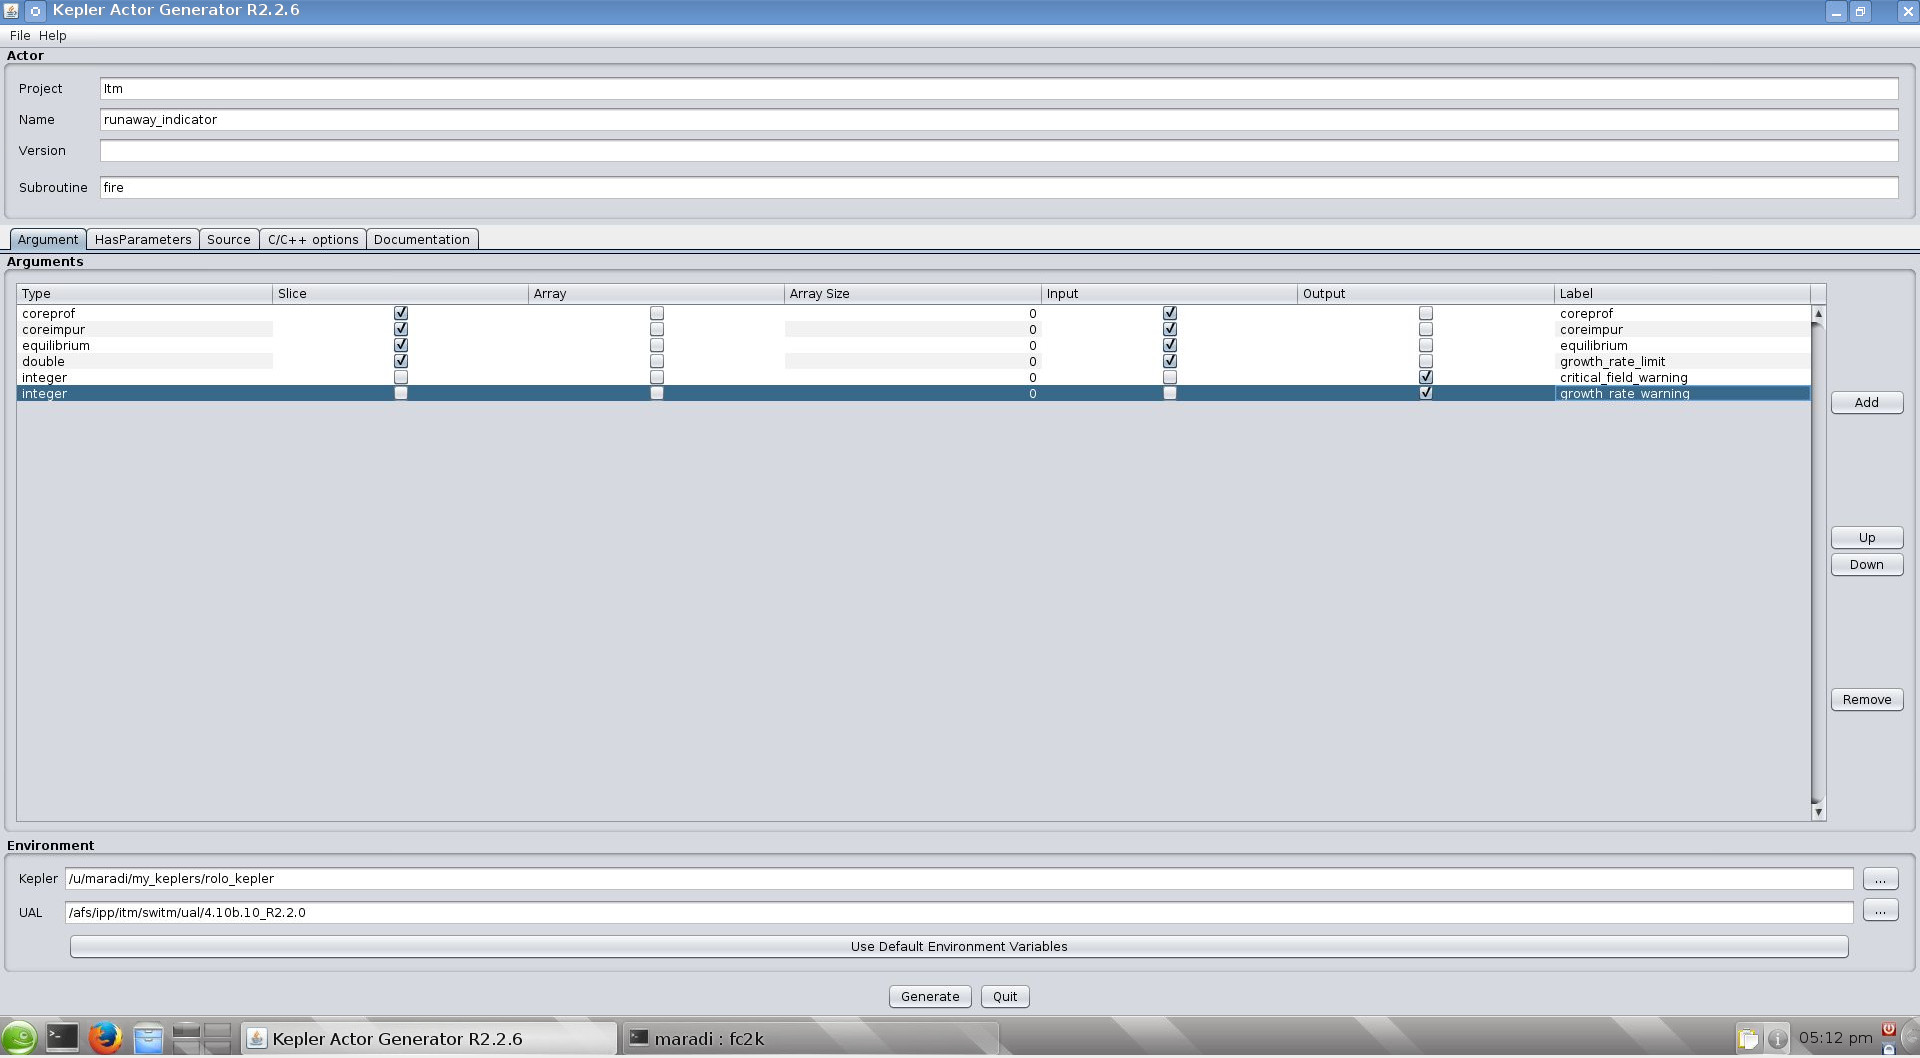 Kepler Actor Generator R2.2.6
File Help
Actor
Project Itm
Name runaway_indicator
Version
Subroutine fire
Argument HasParameters Source C/C++ options Documentation
Arguments
Type Slice Array Array Size Input Output Label
coreprof 0 coreprof
coreimpur 0 coreimpur
equilibrium 0 equilibrium
double 0 growth_rate_limit
integer 0 critical_field_warning
integer 0 growth_rate_warning
Add
Up
Down
Remove
Environment
Kepler /u/maradi/my_keplers/rolo_kepler ...
UAL /afs/ipp/itm/switm/ual/4.10b.10_R2.2.0 ...
Use Default Environment Variables
Generate Quit
Kepler Actor Generator R2.2.6 maradi : fc2k 05:12 pm